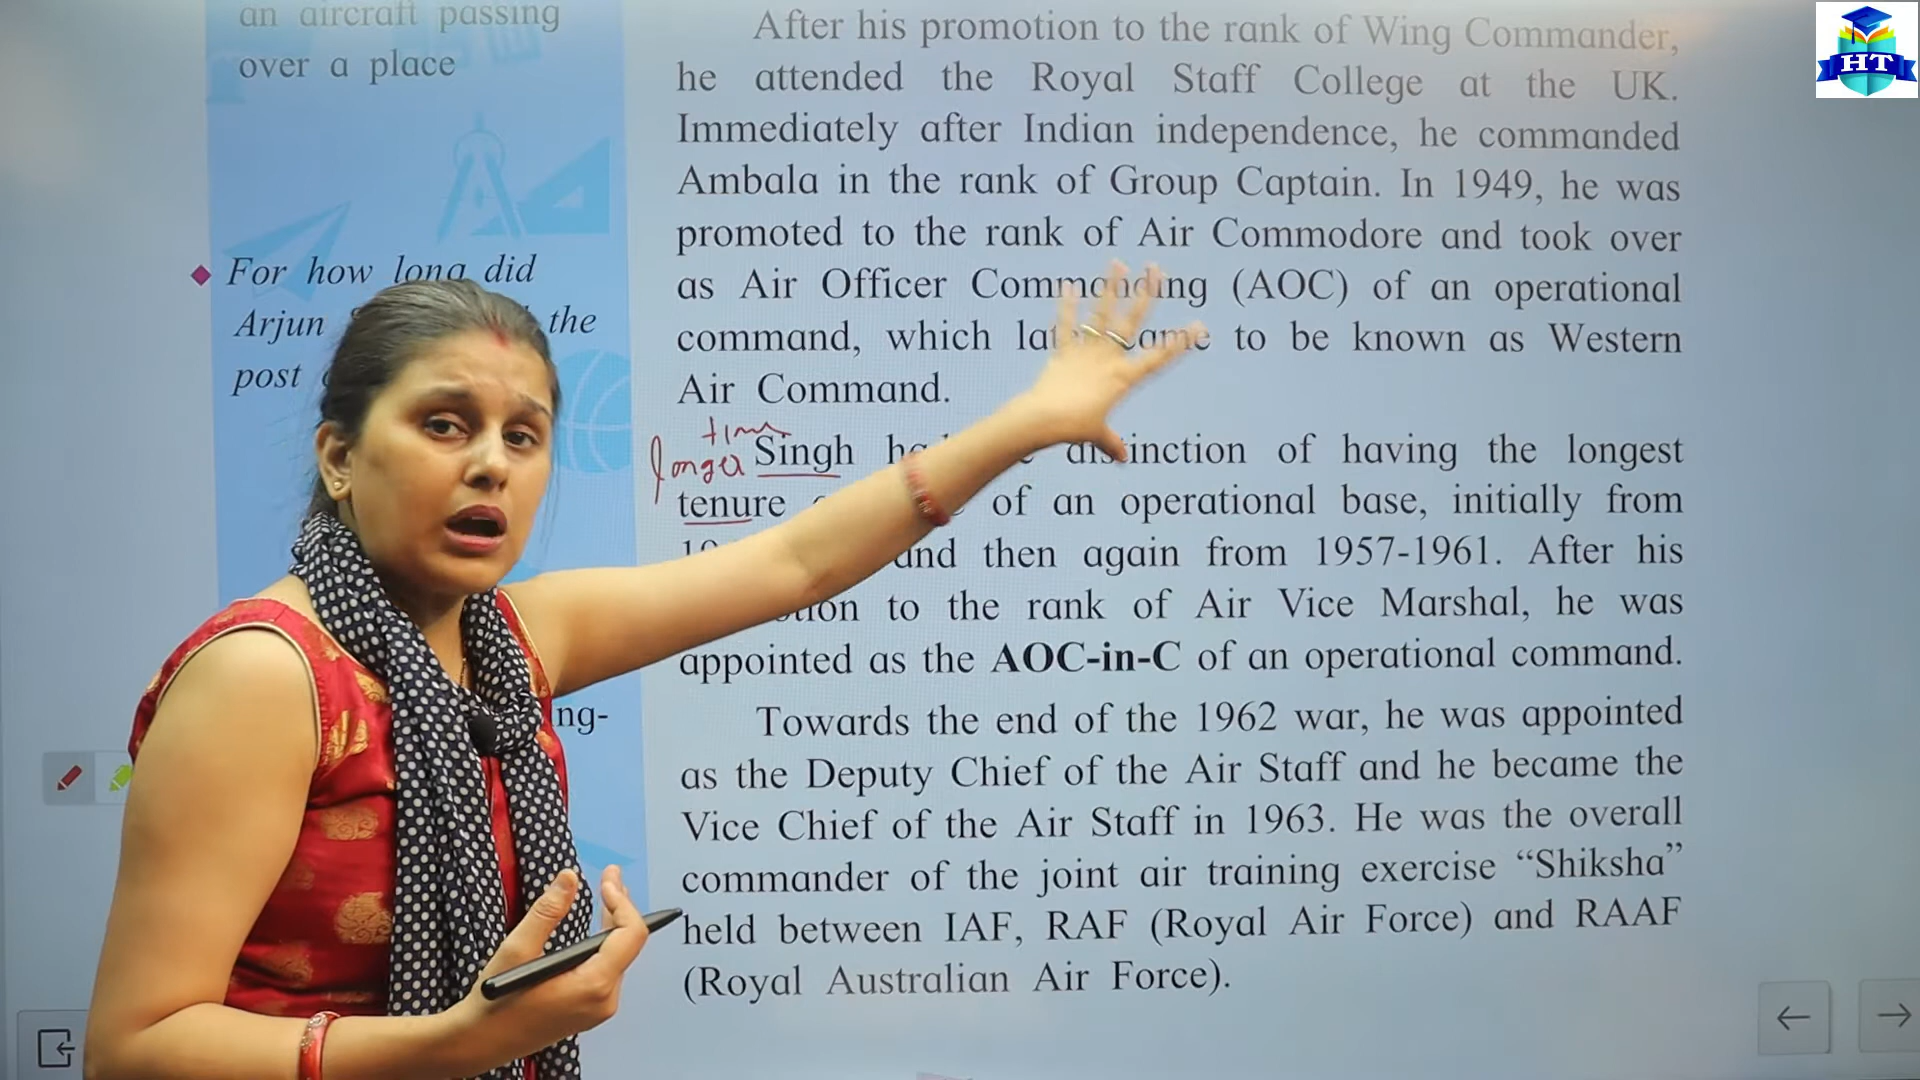 an aircraft passing
over a place
For how long did
Arjun the
post
ng-
After his promotion to the rank of Wing Commander,
he attended the Royal Staff College at the UK.
Immediately after Indian independence, he commanded
Ambala in the rank of Group Captain. In 1949, he was
promoted to the rank of Air Commodore and took over
as Air Officer Commanding (AOC) of an operational
command, which later came to be known as Western
Air Command.
time
longer
Singh distinction of having the longest
tenure of an operational base, initially from
and then again from 1957-1961. After his
to the rank of Air Vice Marshal, he was
appointed as the AOC-in-C of an operational command.
Towards the end of the 1962 war, he was appointed
as the Deputy Chief of the Air Staff and he became the
Vice Chief of the Air Staff in 1963. He was the overall
commander of the joint air training exercise “Shiksha”
held between IAF, RAF (Royal Air Force) and RAAF
(Royal Australian Air Force).
HT